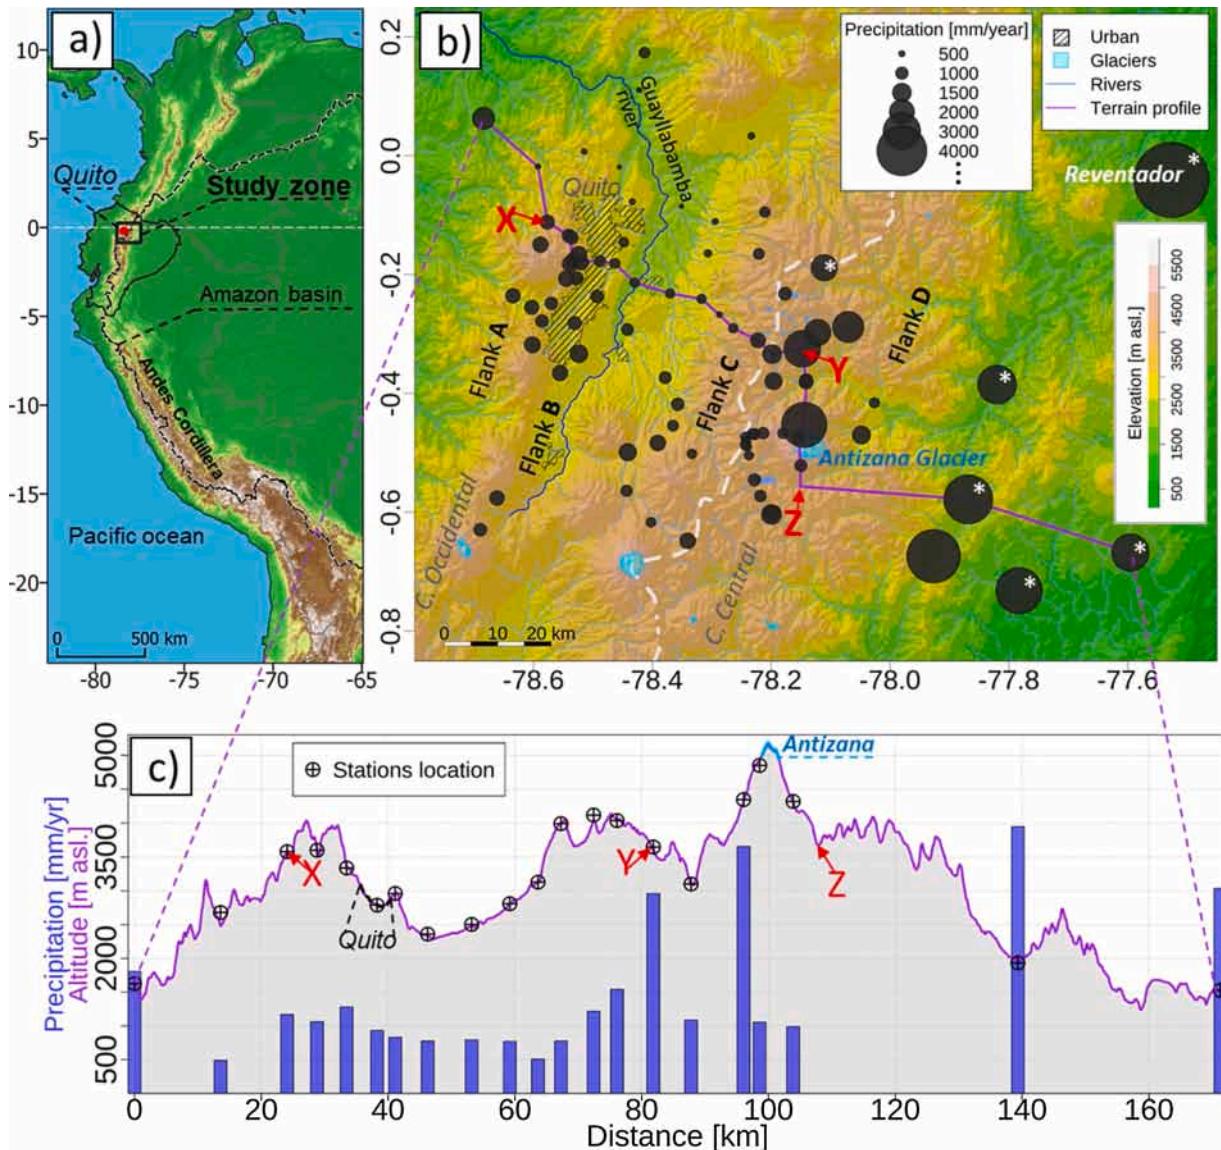 a)
10
5
0
-5
-10
-15
-20
Quito
Study zone
Amazon basin
Andes Cordillera
Pacific ocean
0 500 km
-80 -75 -70 -65
b)
0.2
0.0
-0.2
-0.4
-0.6
-0.8
Precipitation [mm/year]
500
1000
1500
2000
3000
4000
Urban
Glaciers
Rivers
Terrain profile
Guayllabamba
river
Reventador
*
Quito
X
*
Flank A
Flank B
Flank C
Flank D
Y
*
Antizana Glacier
Z
*
*
*
C. Occidental
C. Central
Elevation [m asl.]
5500
4500
3500
2500
1500
500
0 10 20 km
-78.6 -78.4 -78.2 -78.0 -77.8 -77.6
c)
Stations location
Antizana
X
Y
Z
Quito
Precipitation [mm/yr]
Altitude [m asl.]
5000
3500
2000
500
0 20 40 60 80 100 120 140 160
Distance [km]